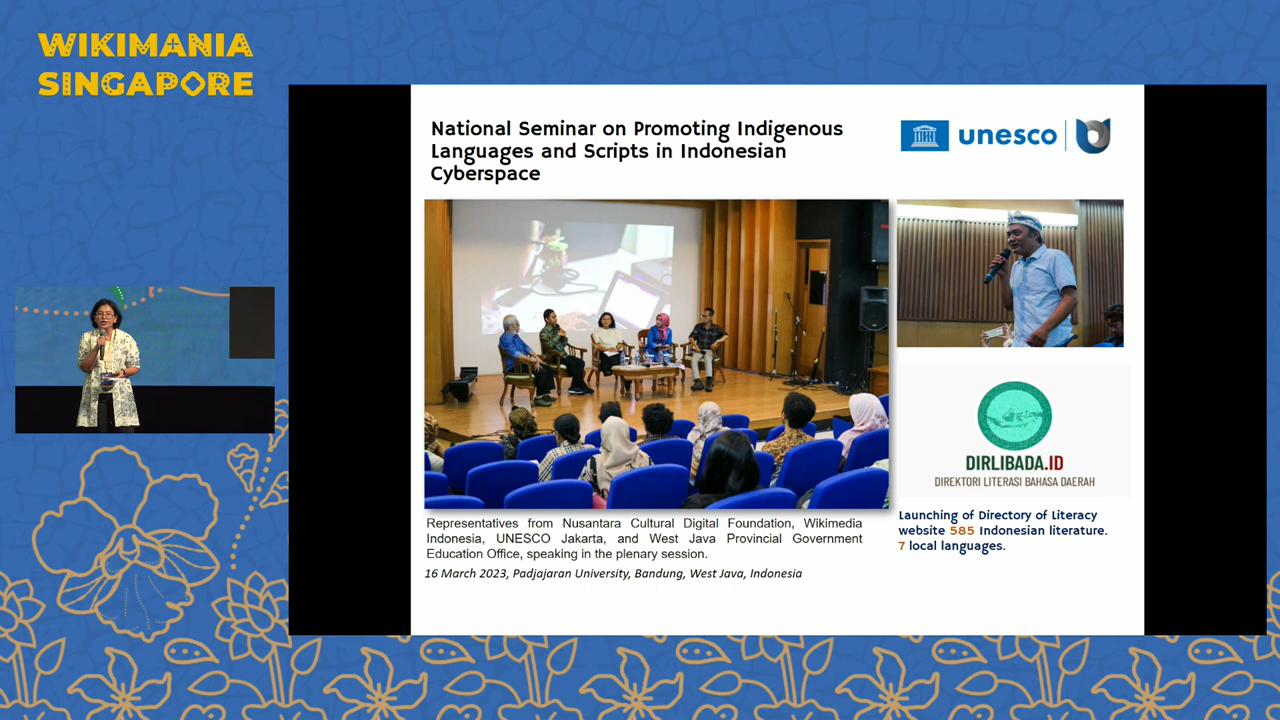 WIKIMANIA
SINGAPORE
National Seminar on Promoting Indigenous
Languages and Scripts in Indonesian
Cyberspace
unesco
Representatives from Nusantara Cultural Digital Foundation, Wikimedia
Indonesia, UNESCO Jakarta, and West Java Provincial Government
Education Office, speaking in the plenary session.
16 March 2023, Padjajaran University, Bandung, West Java, Indonesia
DIRLIBADA.ID
DIREKTORI LITERASI BAHASA DAERAH
Launching of Directory of Literacy
website 585 Indonesian literature.
7 local languages.